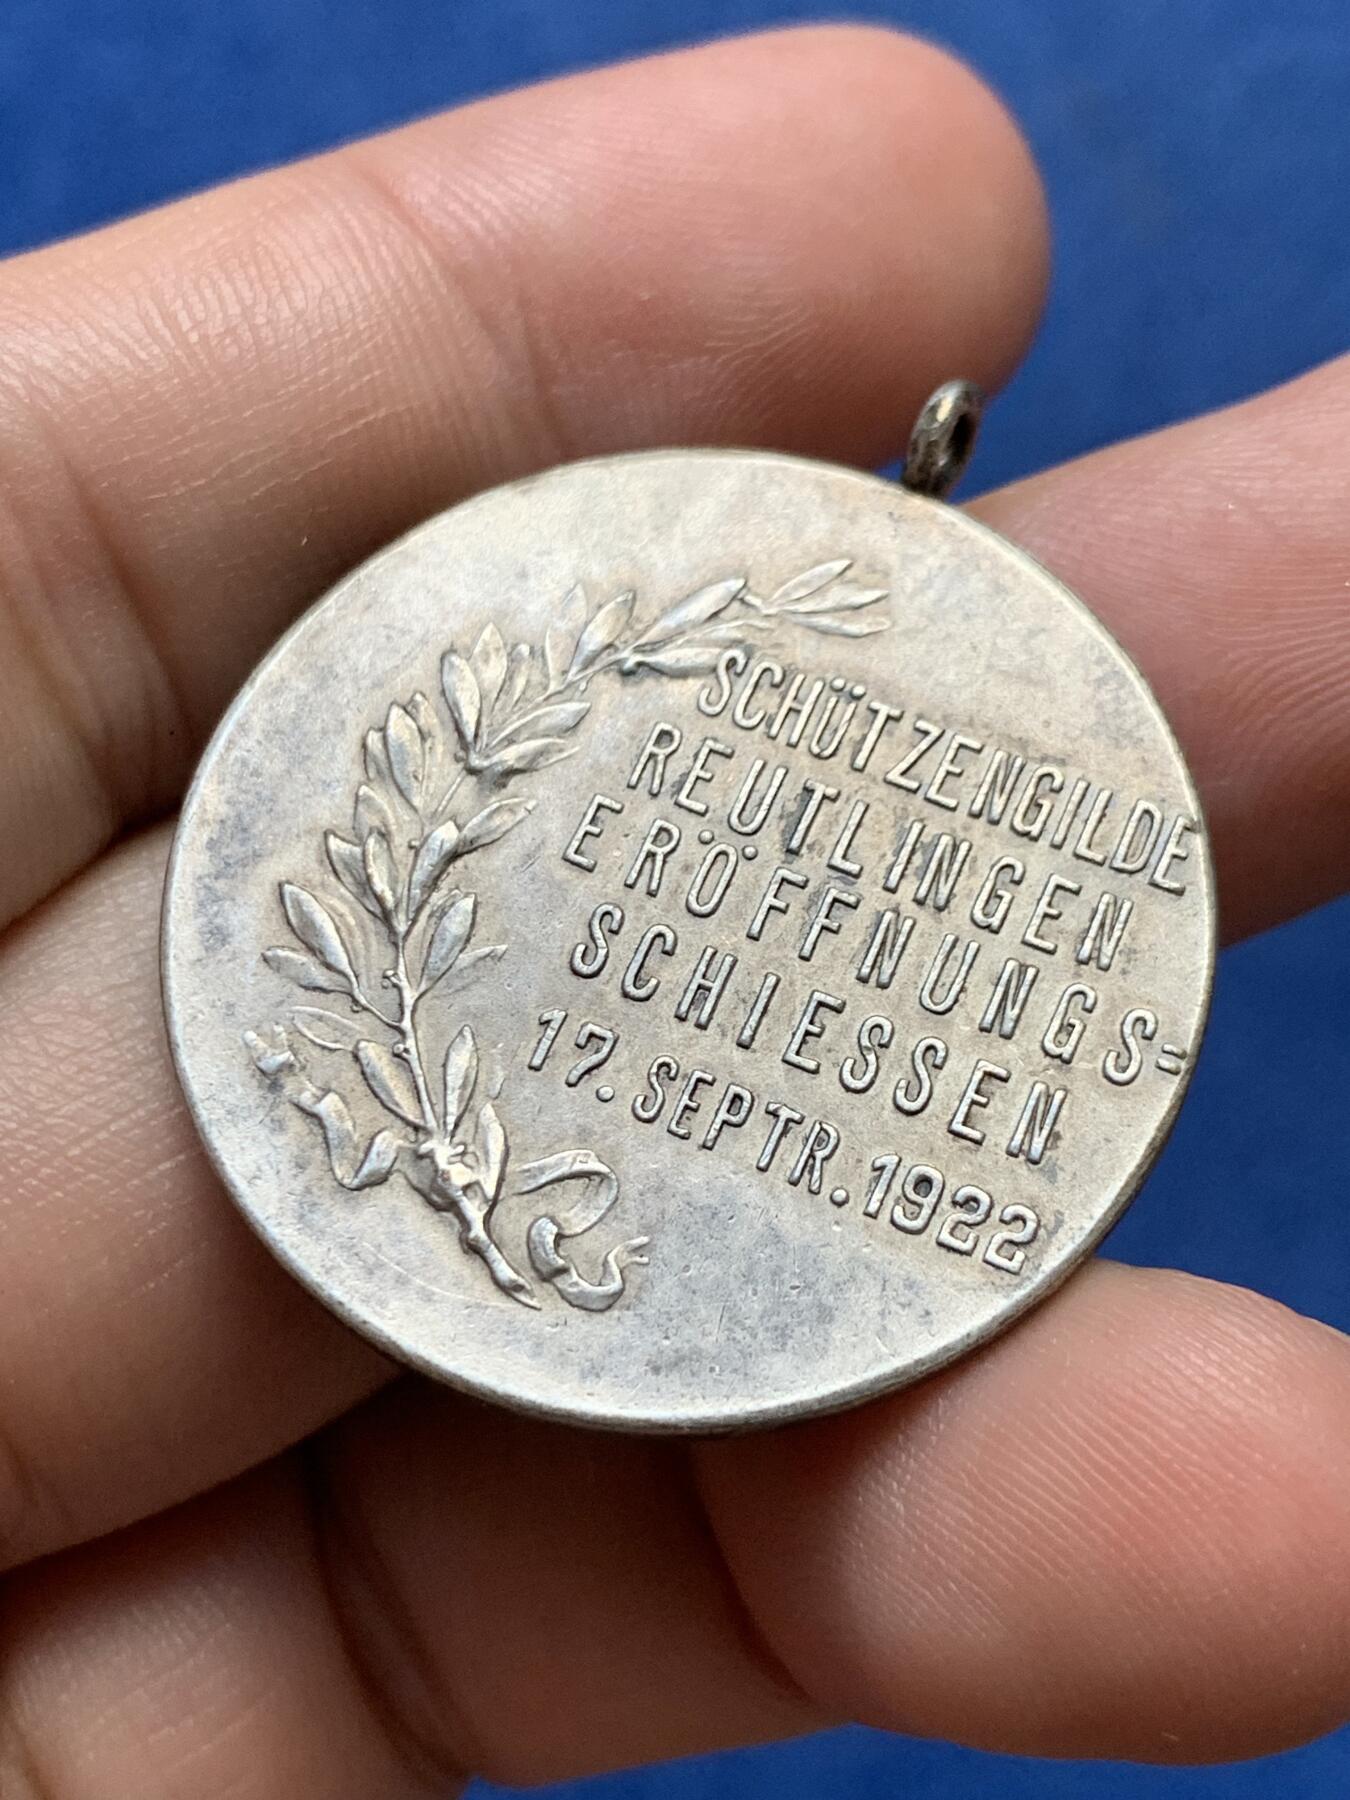 SCHÜTZENGILDE
REUTLINGEN
ERÖFFNUNGS=
SCHIESSEN
17. SEPTR. 1922